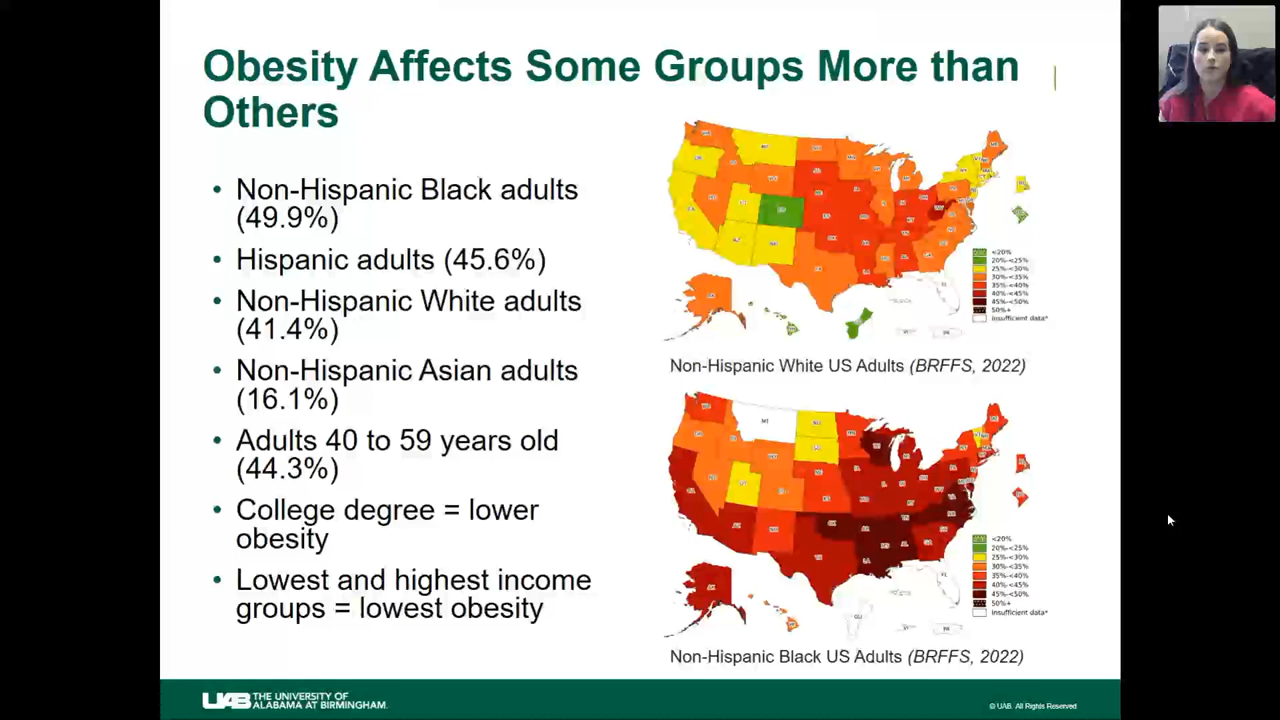 Obesity Affects Some Groups More than
Others
• Non-Hispanic Black adults
(49.9%)
• Hispanic adults (45.6%)
• Non-Hispanic White adults
(41.4%)
• Non-Hispanic Asian adults
(16.1%)
• Adults 40 to 59 years old
(44.3%)
• College degree = lower
obesity
• Lowest and highest income
groups = lowest obesity
<20%
20%-<25%
25%-<30%
30%-<35%
35%-<40%
40%-<45%
45%-<50%
50%+
Insufficient data*
Non-Hispanic White US Adults (BRFFS, 2022)
<20%
20%-<25%
25%-<30%
30%-<35%
35%-<40%
40%-<45%
45%-<50%
50%+
Insufficient data*
Non-Hispanic Black US Adults (BRFFS, 2022)
UAB THE UNIVERSITY OF
ALABAMA AT BIRMINGHAM.
© UAB. All Rights Reserved